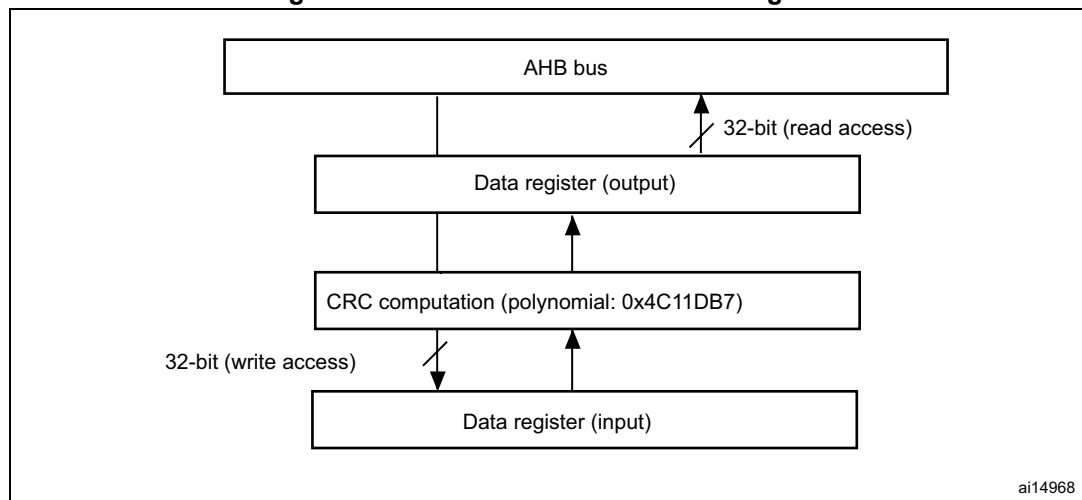 AHB bus
32-bit (read access)
Data register (output)
CRC computation (polynomial: 0x4C11DB7)
32-bit (write access)
Data register (input)
ai14968